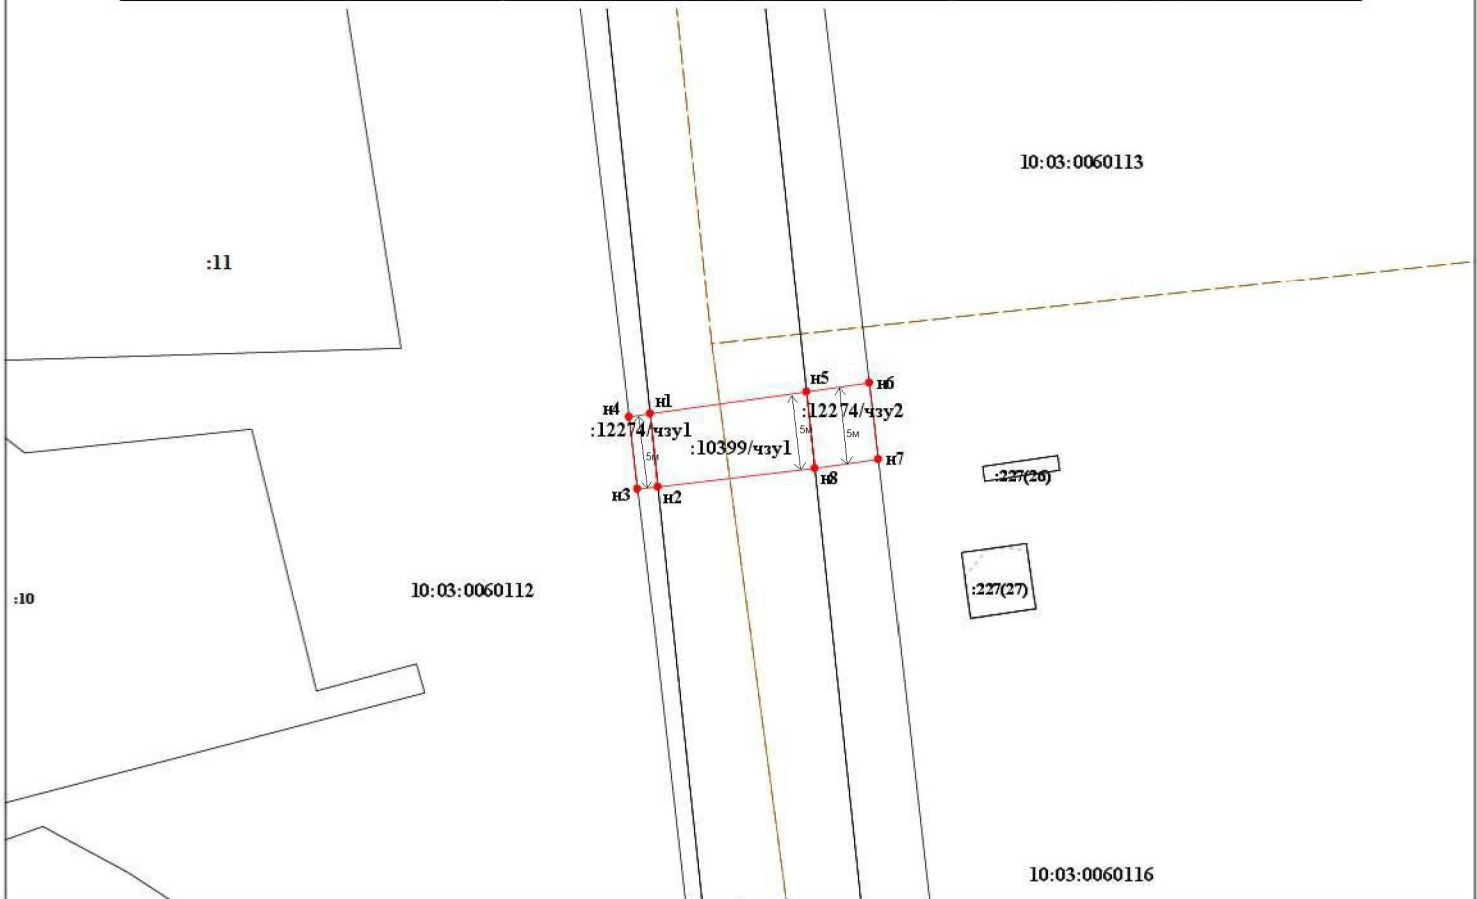 10:03:0060113
:11
н5
н6
н1
н4
:12274/чзу2
:12274/чзу1
5м
5м
:10399/чзу1
5м
н7
н8
н3
н2
:227(26)
:227(27)
10:03:0060112
:10
10:03:0060116